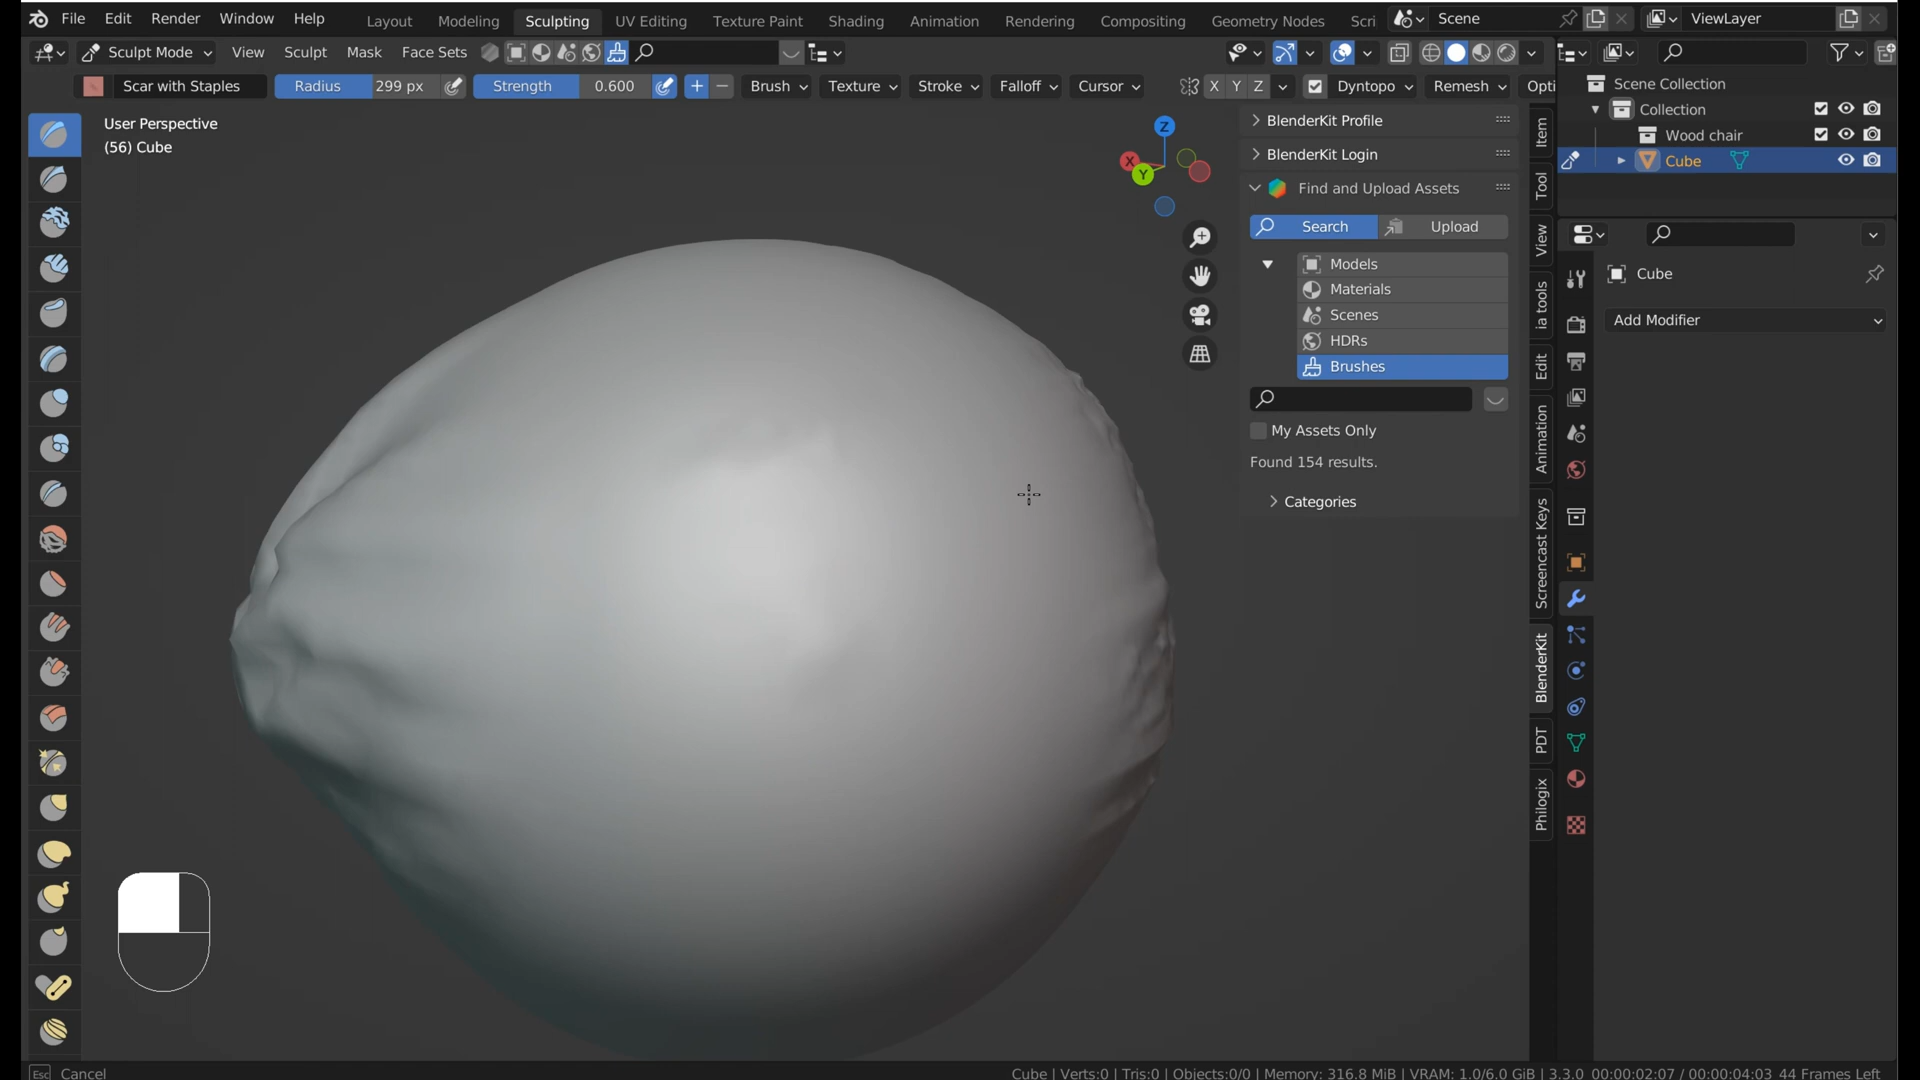 File Edit Render Window Help Layout Modeling Sculpting UV Editing Texture Paint Shading Animation Rendering Compositing Geometry Nodes Scri Scene ViewLayer
Sculpt Mode View Sculpt Mask Face Sets
Scar with Staples Radius 299 px Strength 0.600 + − Brush Texture Stroke Falloff Cursor X Y Z Dyntopo Remesh Opti
User Perspective
(56) Cube
Z
X
Y
BlenderKit Profile
BlenderKit Login
Find and Upload Assets
Search Upload
Models
Materials
Scenes
HDRs
Brushes
My Assets Only
Found 154 results.
Categories
Item
Tool
View
ia tools
Edit
Animation
Screencast Keys
BlenderKit
PDT
Philogix
Scene Collection
Collection
Wood chair
Cube
Cube
Add Modifier
Esc Cancel
Cube | Verts:0 | Tris:0 | Objects:0/0 | Memory: 316.8 MiB | VRAM: 1.0/6.0 GiB | 3.3.0 00:00:02:07 / 00:00:04:03 44 Frames Left